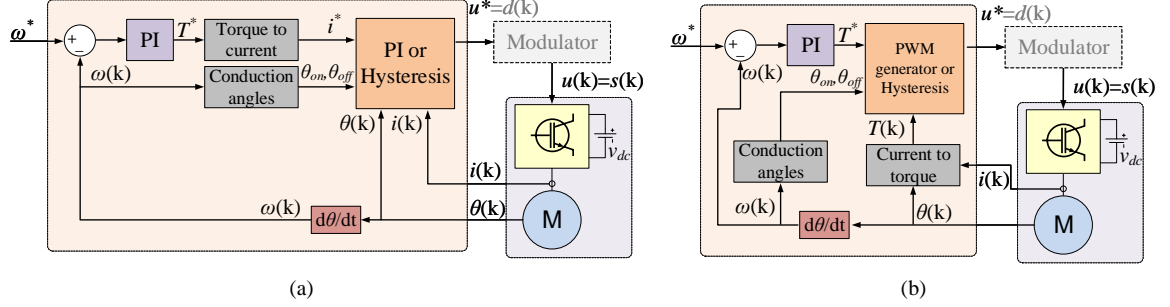 ω*
+
−
PI
T*
Torque to
current
i*
PI or
Hysteresis
u*=d(k)
Modulator
ω(k)
Conduction
angles
θon,θoff
θ(k)
i(k)
u(k)=s(k)
vdc
i(k)
θ(k)
M
ω(k)
dθ/dt
(a)
ω*
+
−
PI
T*
PWM
generator or
Hysteresis
u*=d(k)
Modulator
ω(k)
θon,θoff
u(k)=s(k)
T(k)
Conduction
angles
Current to
torque
vdc
i(k)
ω(k)
dθ/dt
θ(k)
M
(b)